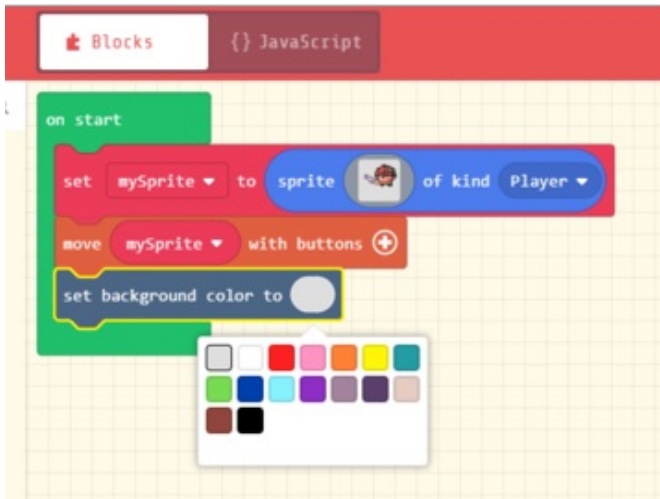 Blocks
{} JavaScript
on start
set mySprite to sprite of kind Player
move mySprite with buttons
set background color to